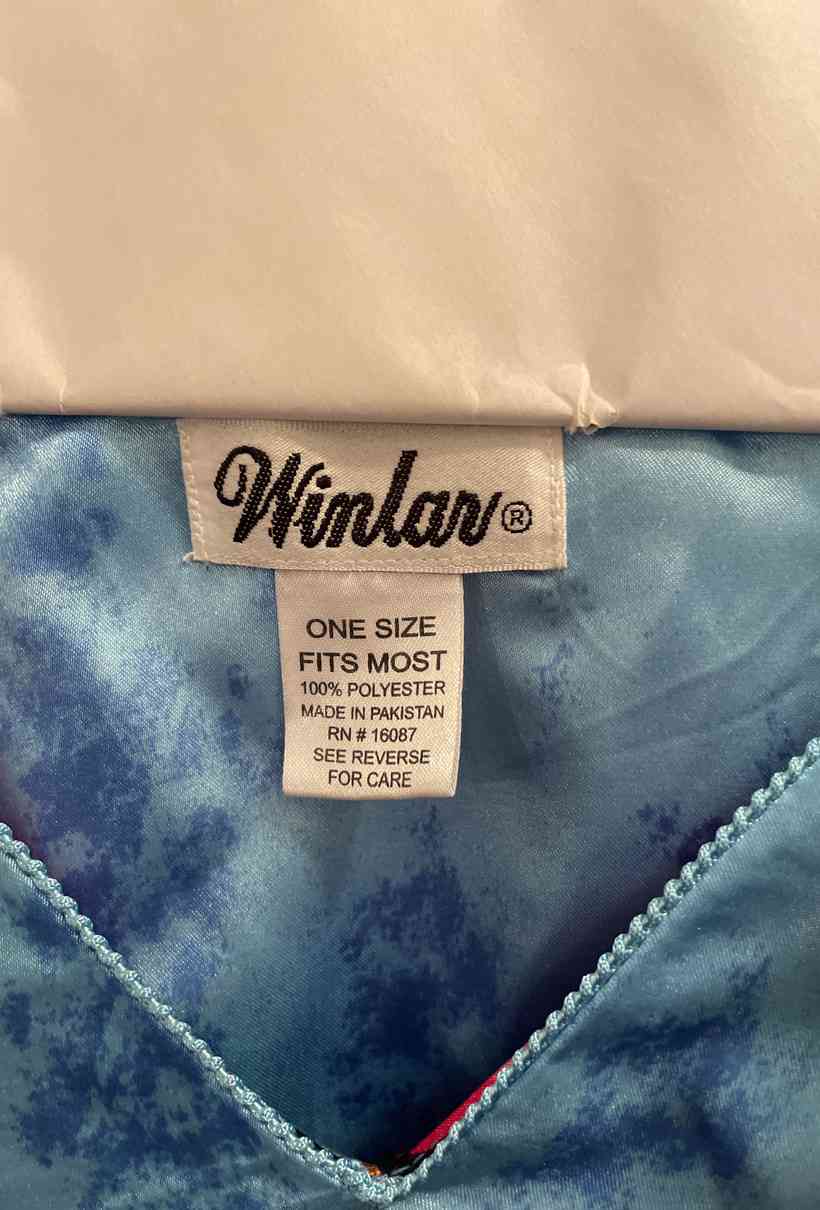 Winlar®
ONE SIZE
FITS MOST
100% POLYESTER
MADE IN PAKISTAN
RN # 16087
SEE REVERSE
FOR CARE